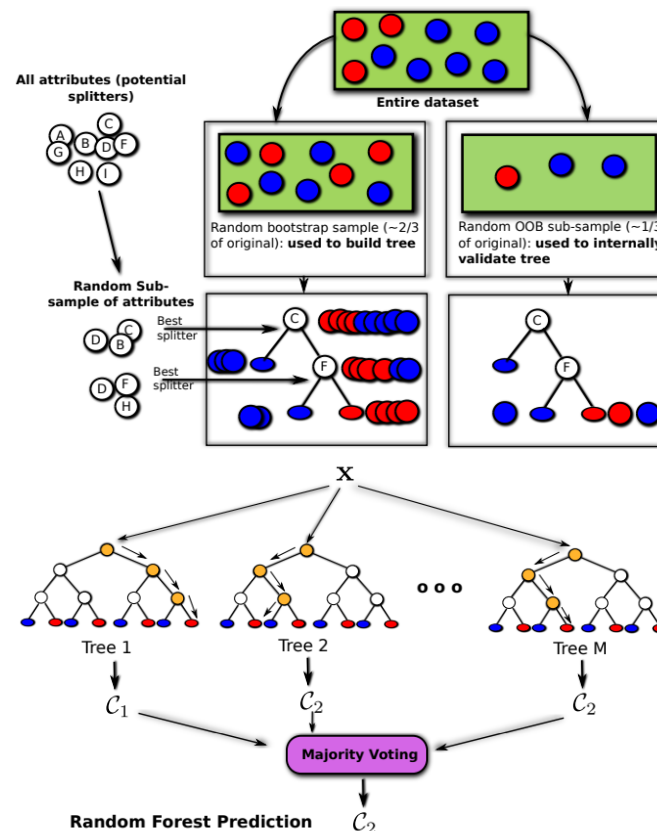 Entire dataset
All attributes (potential
splitters)
C
A
B
D
F
G
H
I
Random bootstrap sample (~2/3
of original): used to build tree
Random OOB sub-sample (~1/3
of original): used to internally
validate tree
Random Sub-
sample of attributes
C
D
B
Best
splitter
C
C
F
D
H
Best
splitter
F
F
x
o o o
Tree 1
Tree 2
Tree M
C₁
C₂
C₂
Majority Voting
Random Forest Prediction
C₂